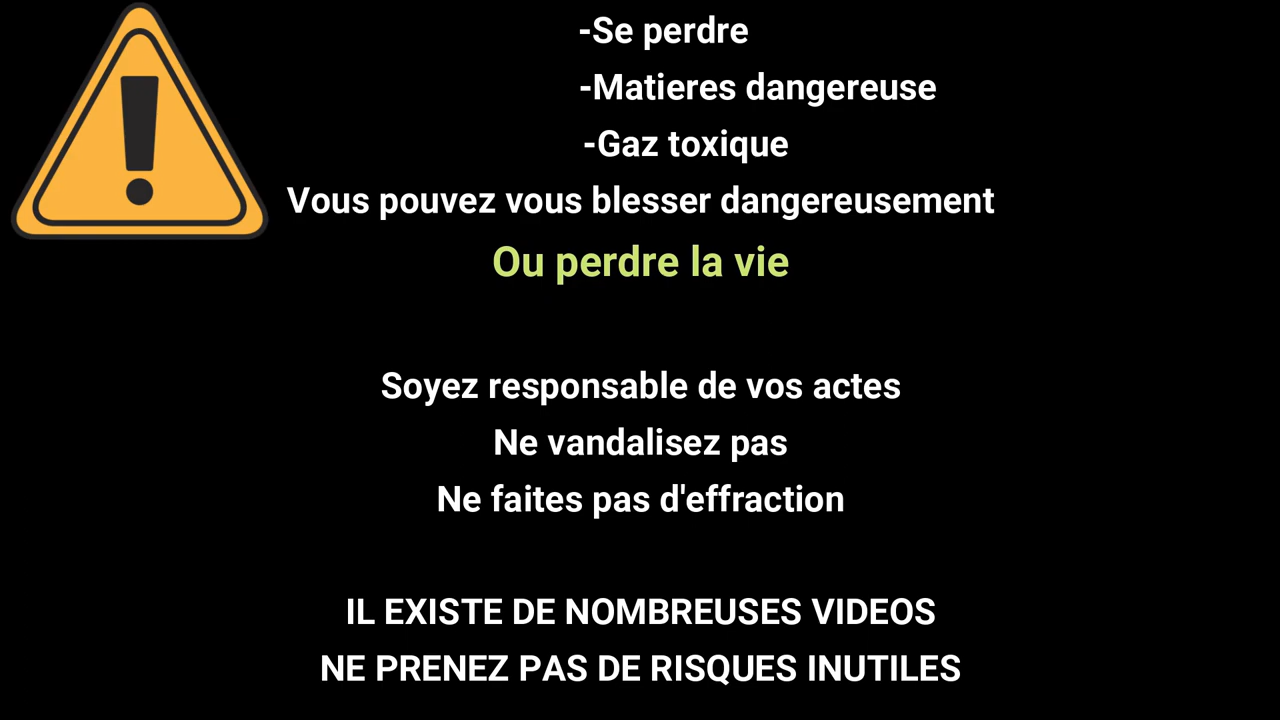 -Se perdre
-Matieres dangereuse
-Gaz toxique
Vous pouvez vous blesser dangereusement
Ou perdre la vie
Soyez responsable de vos actes
Ne vandalisez pas
Ne faites pas d'effraction
IL EXISTE DE NOMBREUSES VIDEOS
NE PRENEZ PAS DE RISQUES INUTILES